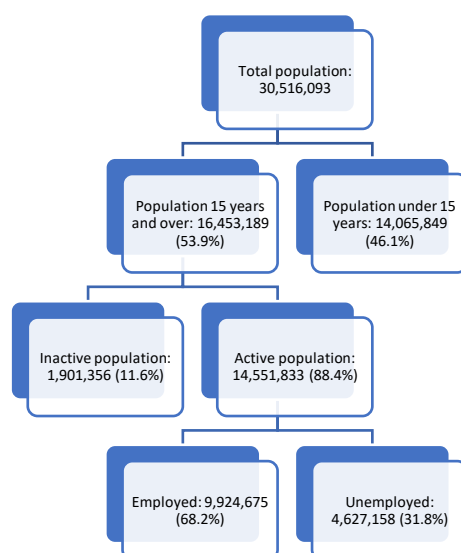 Total population:
30,516,093
Population 15 years
and over: 16,453,189
(53.9%)
Population under 15
years: 14,065,849
(46.1%)
Inactive population:
1,901,356 (11.6%)
Active population:
14,551,833 (88.4%)
Employed: 9,924,675
(68.2%)
Unemployed:
4,627,158 (31.8%)